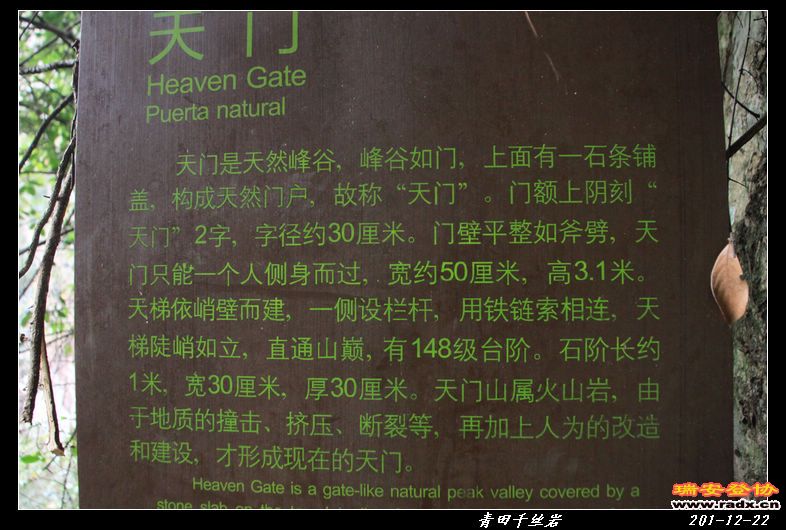 天门
Heaven Gate
Puerta natural
天门是天然峰谷，峰谷如门，上面有一石条铺
盖，构成天然门户，故称“天门”。门额上阴刻“
天门”2字，字径约30厘米。门壁平整如斧劈，天
门只能一个人侧身而过，宽约50厘米，高3.1米。
天梯依峭壁而建，一侧设栏杆，用铁链索相连，天
梯陡峭如立，直通山巅，有148级台阶。石阶长约
1米，宽30厘米，厚30厘米。天门山属火山岩，由
于地质的撞击、挤压、断裂等，再加上人为的改造
和建设，才形成现在的天门。
Heaven Gate is a gate-like natural peak valley covered by a
stone slab on the
瑞安登协
www.radx.cn
青田千丝岩
201-12-22